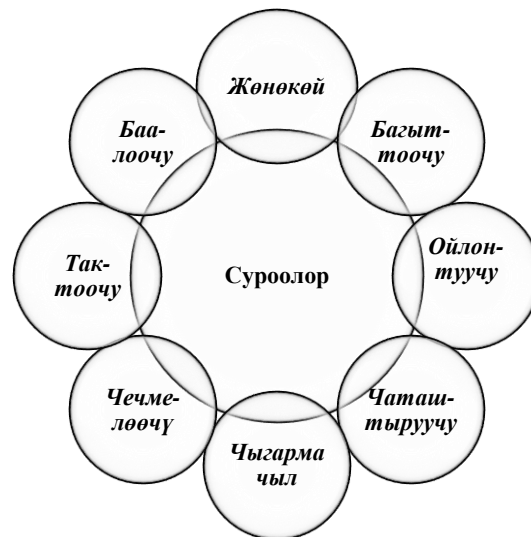 Жөнөкөй
Багыт-
тоочу
Ойлон-
туучу
Чаташ-
тыруучу
Чыгарма
чыл
Чечме-
лөөчү
Так-
тоочу
Баа-
лоочу
Суроолор